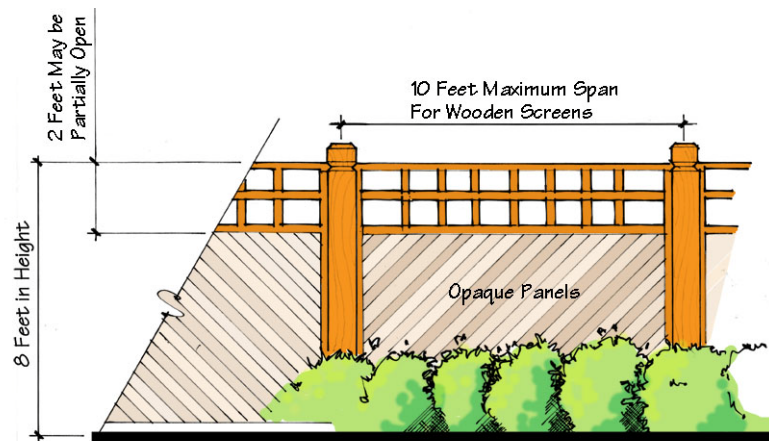 2 Feet May be
Partially Open
10 Feet Maximum Span
For Wooden Screens
8 Feet in Height
Opaque Panels